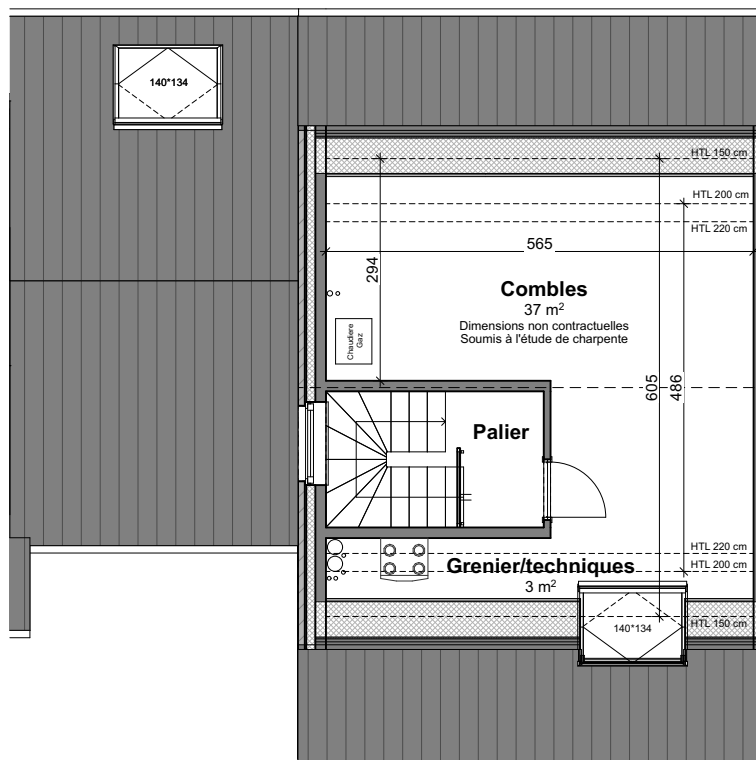 140*134
HTL 150 cm
HTL 200 cm
HTL 220 cm
565
294
Combles
37 m²
Dimensions non contractuelles
Soumis à l'étude de charpente
Chaudiere
Gaz
605
486
Palier
HTL 220 cm
Grenier/techniques
HTL 200 cm
3 m²
140*134
HTL 150 cm